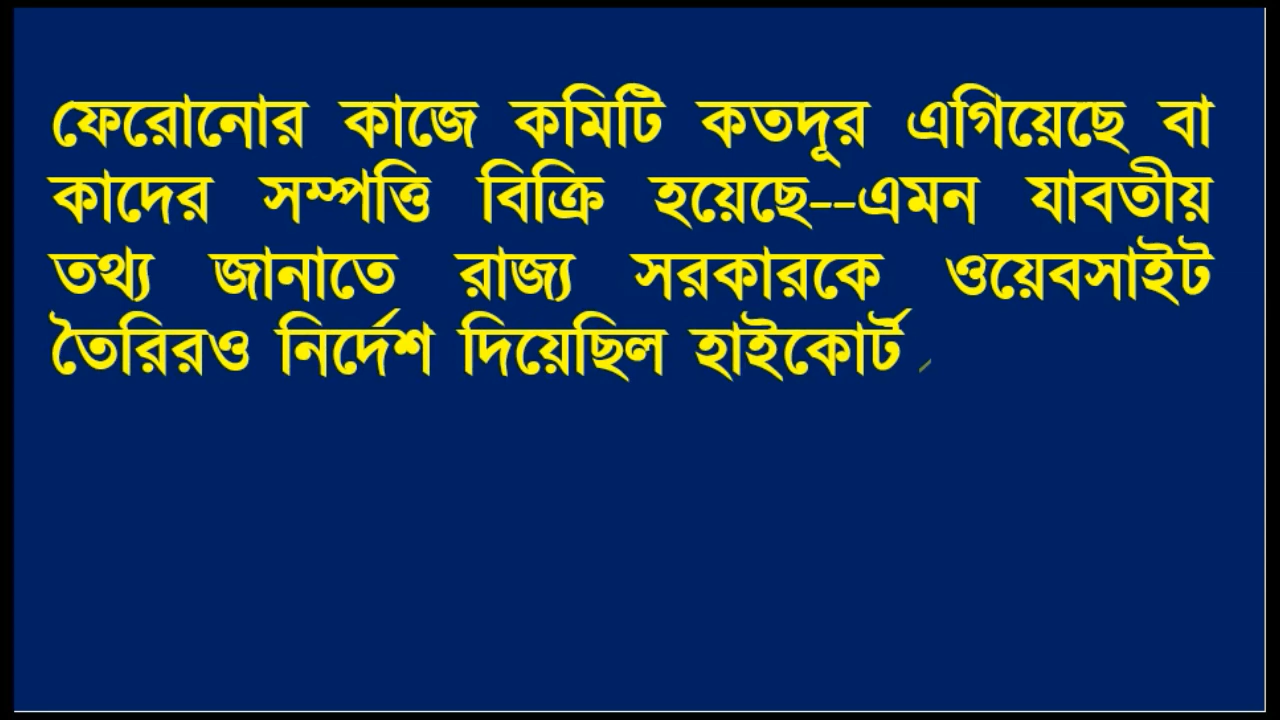 ফেরোনোর কাজে কমিটি কতদূর এগিয়েছে বা
কাদের সম্পত্তি বিক্রি হয়েছে--এমন যাবতীয়
তথ্য জানাতে রাজ্য সরকারকে ওয়েবসাইট
তৈরিরও নির্দেশ দিয়েছিল হাইকোর্ট